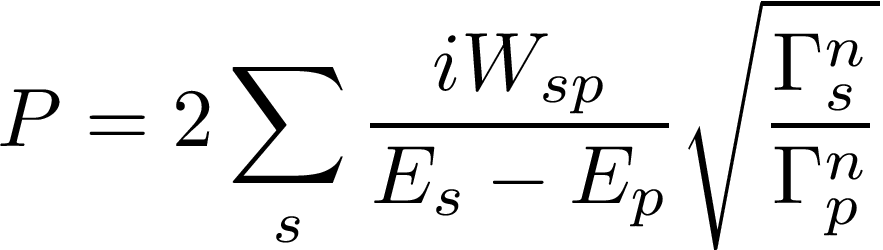 $P = 2 \sum_{s} \frac{iW_{sp}}{E_s - E_p} \sqrt{\frac{\Gamma_s^n}{\Gamma_p^n}}$